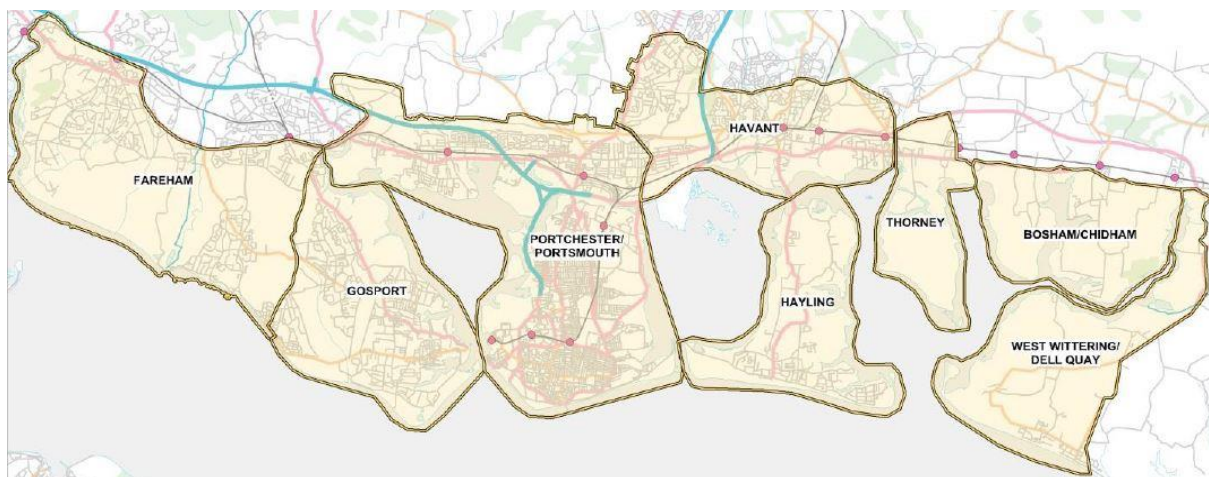 HAVANT
FAREHAM
THORNEY
PORTCHESTER/
PORTSMOUTH
BOSHAM/CHIDHAM
GOSPORT
HAYLING
WEST WITTERING/
DELL QUAY